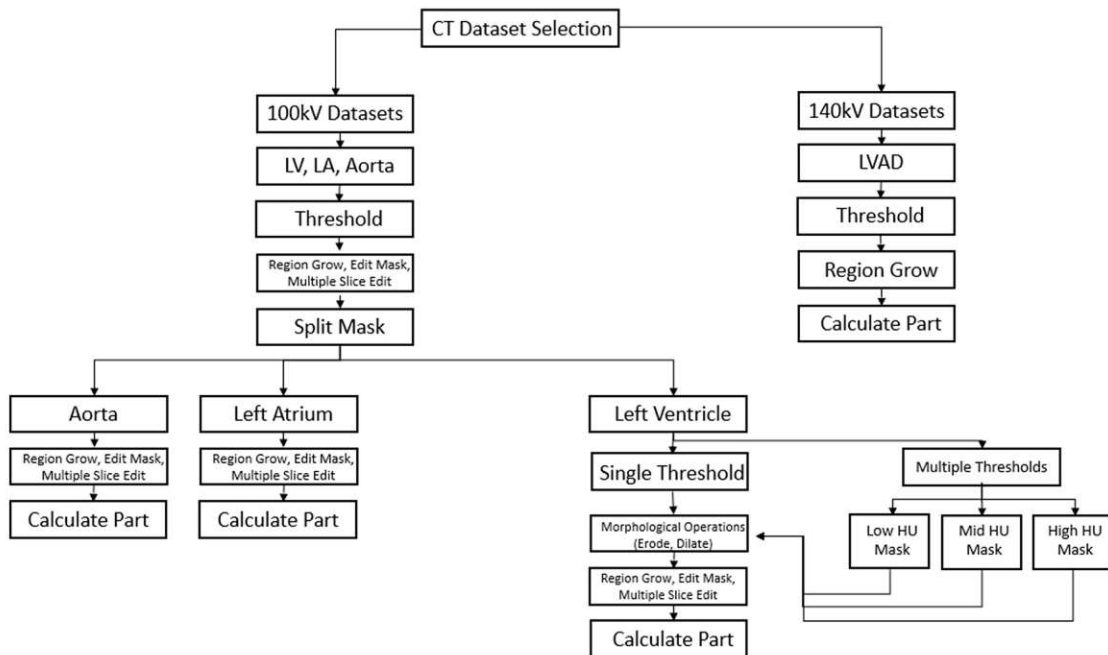 CT Dataset Selection
100kV Datasets
140kV Datasets
LV, LA, Aorta
LVAD
Threshold
Threshold
Region Grow, Edit Mask,
Multiple Slice Edit
Region Grow
Split Mask
Calculate Part
Aorta
Left Atrium
Left Ventricle
Region Grow, Edit Mask,
Multiple Slice Edit
Region Grow, Edit Mask,
Multiple Slice Edit
Single Threshold
Multiple Thresholds
Calculate Part
Calculate Part
Morphological Operations
(Erode, Dilate)
Low HU
Mask
Mid HU
Mask
High HU
Mask
Region Grow, Edit Mask,
Multiple Slice Edit
Calculate Part